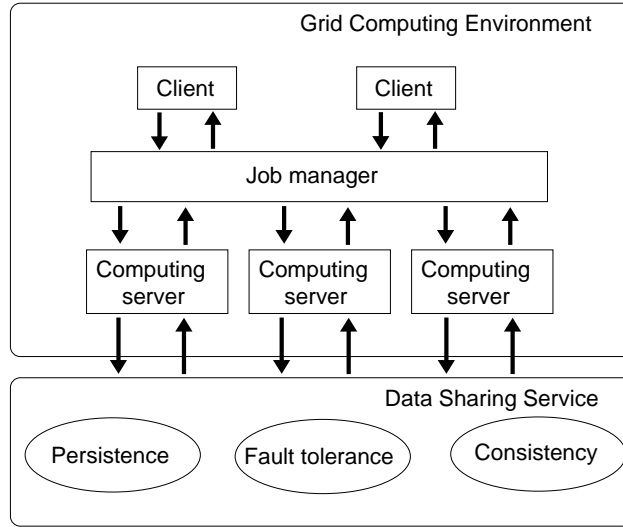 Grid Computing Environment
Client
Client
Job manager
Computing
server
Computing
server
Computing
server
Data Sharing Service
Persistence
Fault tolerance
Consistency